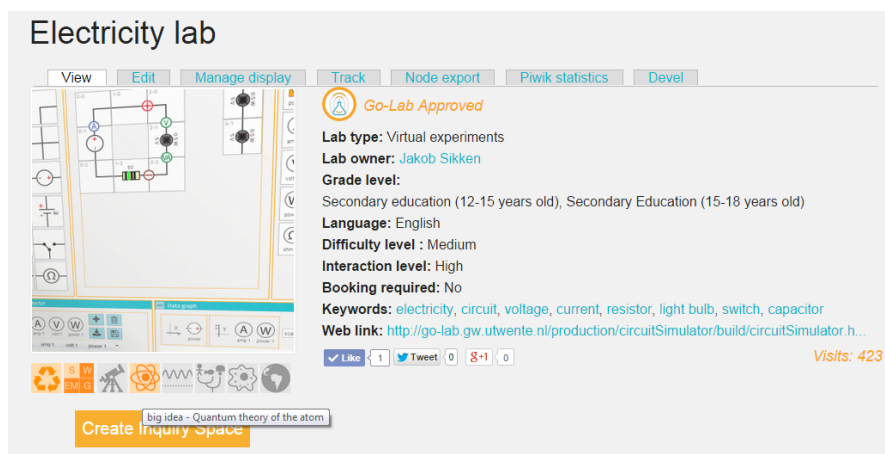 Electricity lab
View Edit Manage display Track Node export Piwik statistics Devel
Go-Lab Approved
Lab type: Virtual experiments
Lab owner: Jakob Sikken
Grade level:
Secondary education (12-15 years old), Secondary Education (15-18 years old)
Language: English
Difficulty level : Medium
Interaction level: High
Booking required: No
Keywords: electricity, circuit, voltage, current, resistor, light bulb, switch, capacitor
Web link: http://go-lab.gw.utwente.nl/production/circuitSimulator/build/circuitSimulator.h...
Like 1 Tweet 0 g+1 0
Visits: 423
Data graph
A V W
A W
S W
EM G
big idea - Quantum theory of the atom
Create Inquiry Space